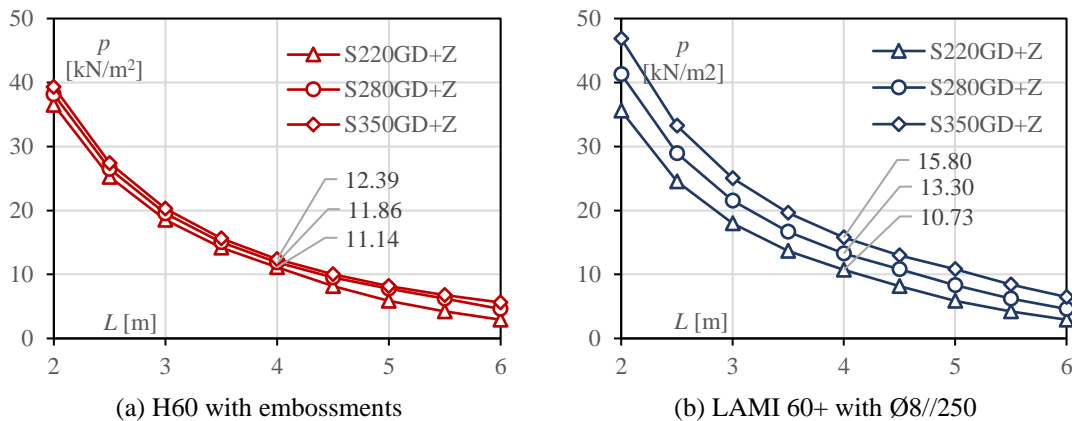 50
40
30
20
10
0
p
[kN/m²]
S220GD+Z
S280GD+Z
S350GD+Z
12.39
11.86
11.14
L [m]
2 3 4 5 6
(a) H60 with embossments
50
40
30
20
10
0
p
[kN/m2]
S220GD+Z
S280GD+Z
S350GD+Z
15.80
13.30
10.73
L [m]
2 3 4 5 6
(b) LAMI 60+ with Ø8//250